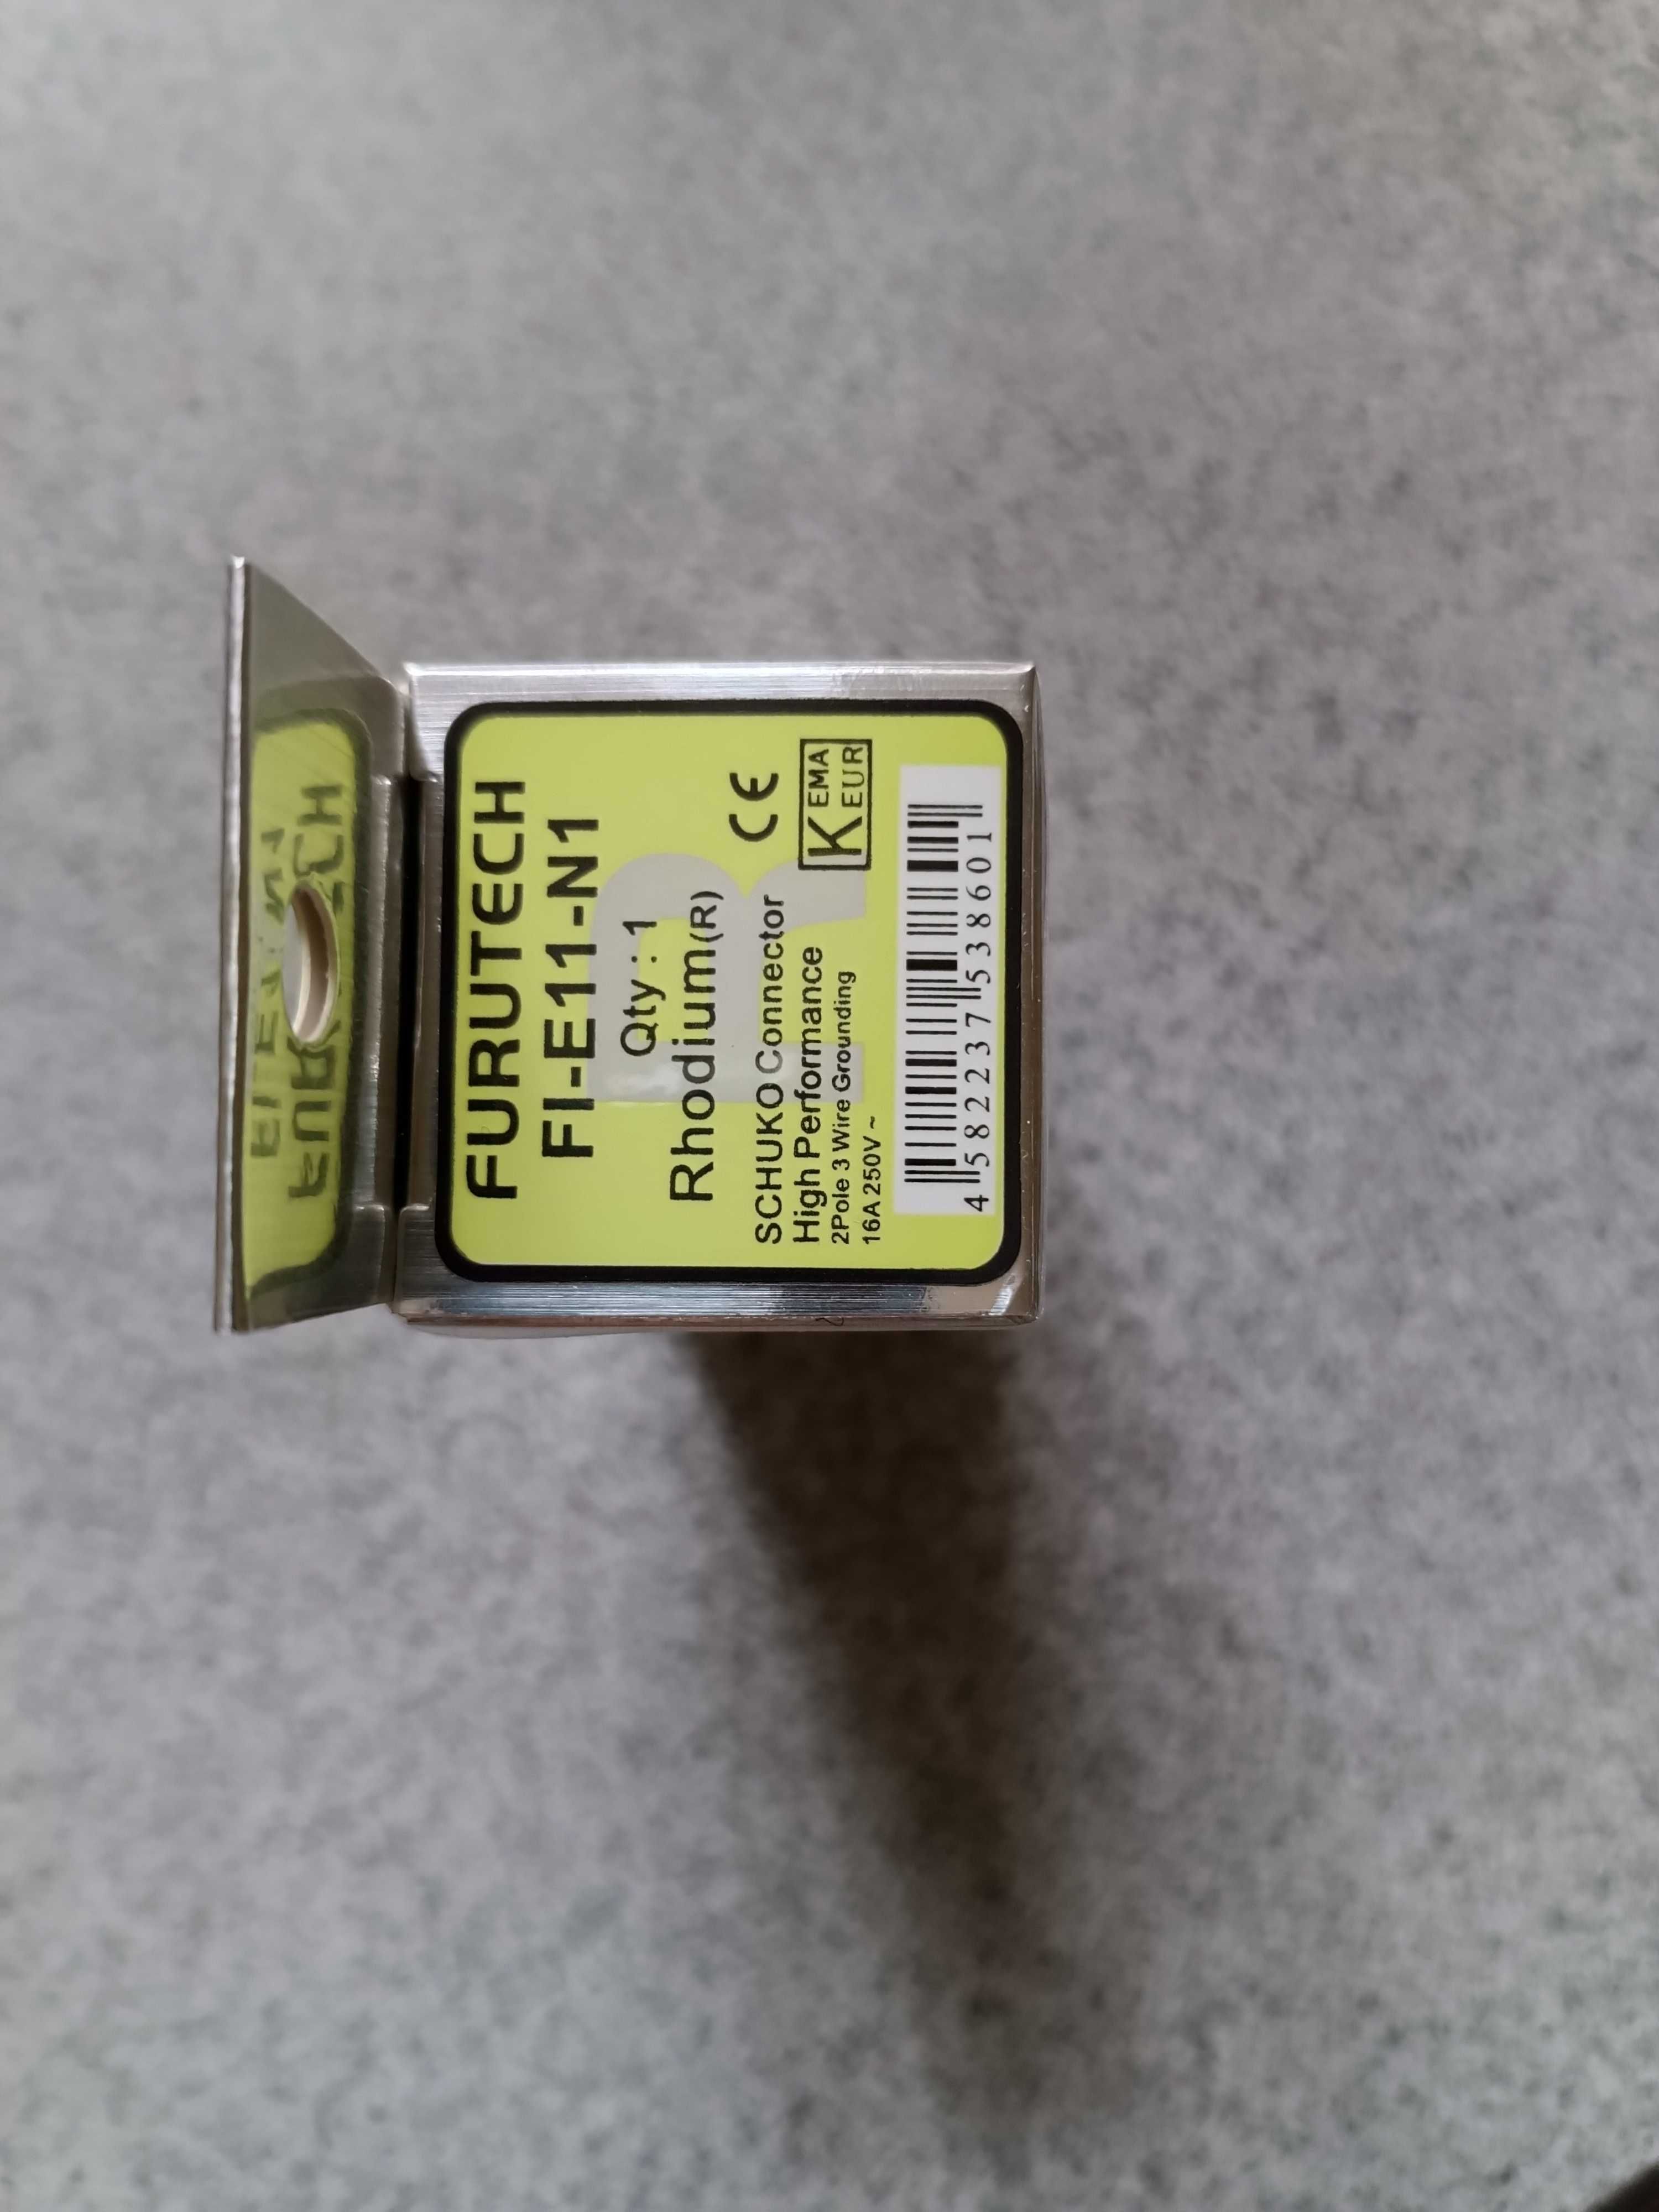 FURUTECH
FI-E11-N1
Qty : 1
Rhodium(R)
CE
SCHUKO Connector
High Performance
2Pole 3 Wire Grounding
16A 250V ~
KEMA
KEUR
4 582237 538601